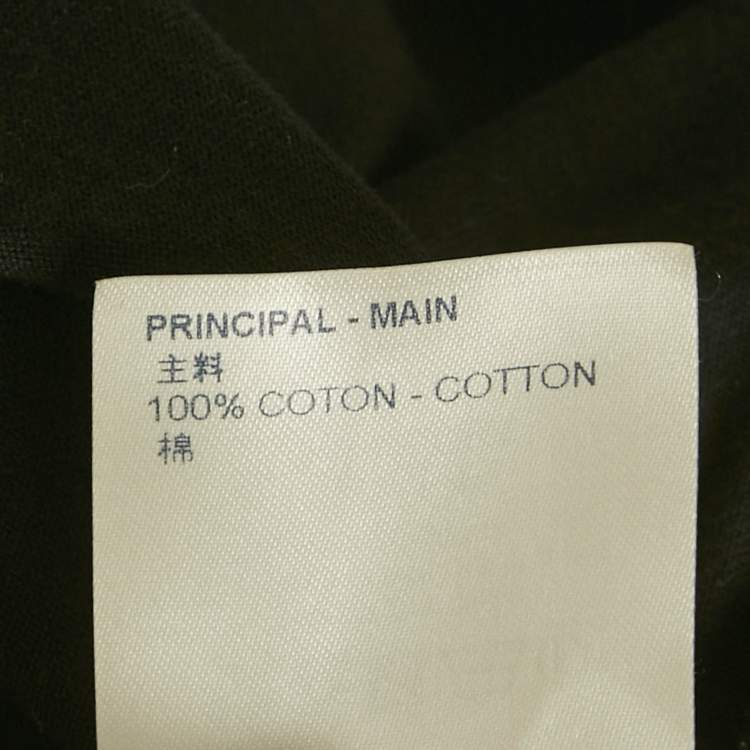 PRINCIPAL - MAIN
主料
100% COTON - COTTON
棉